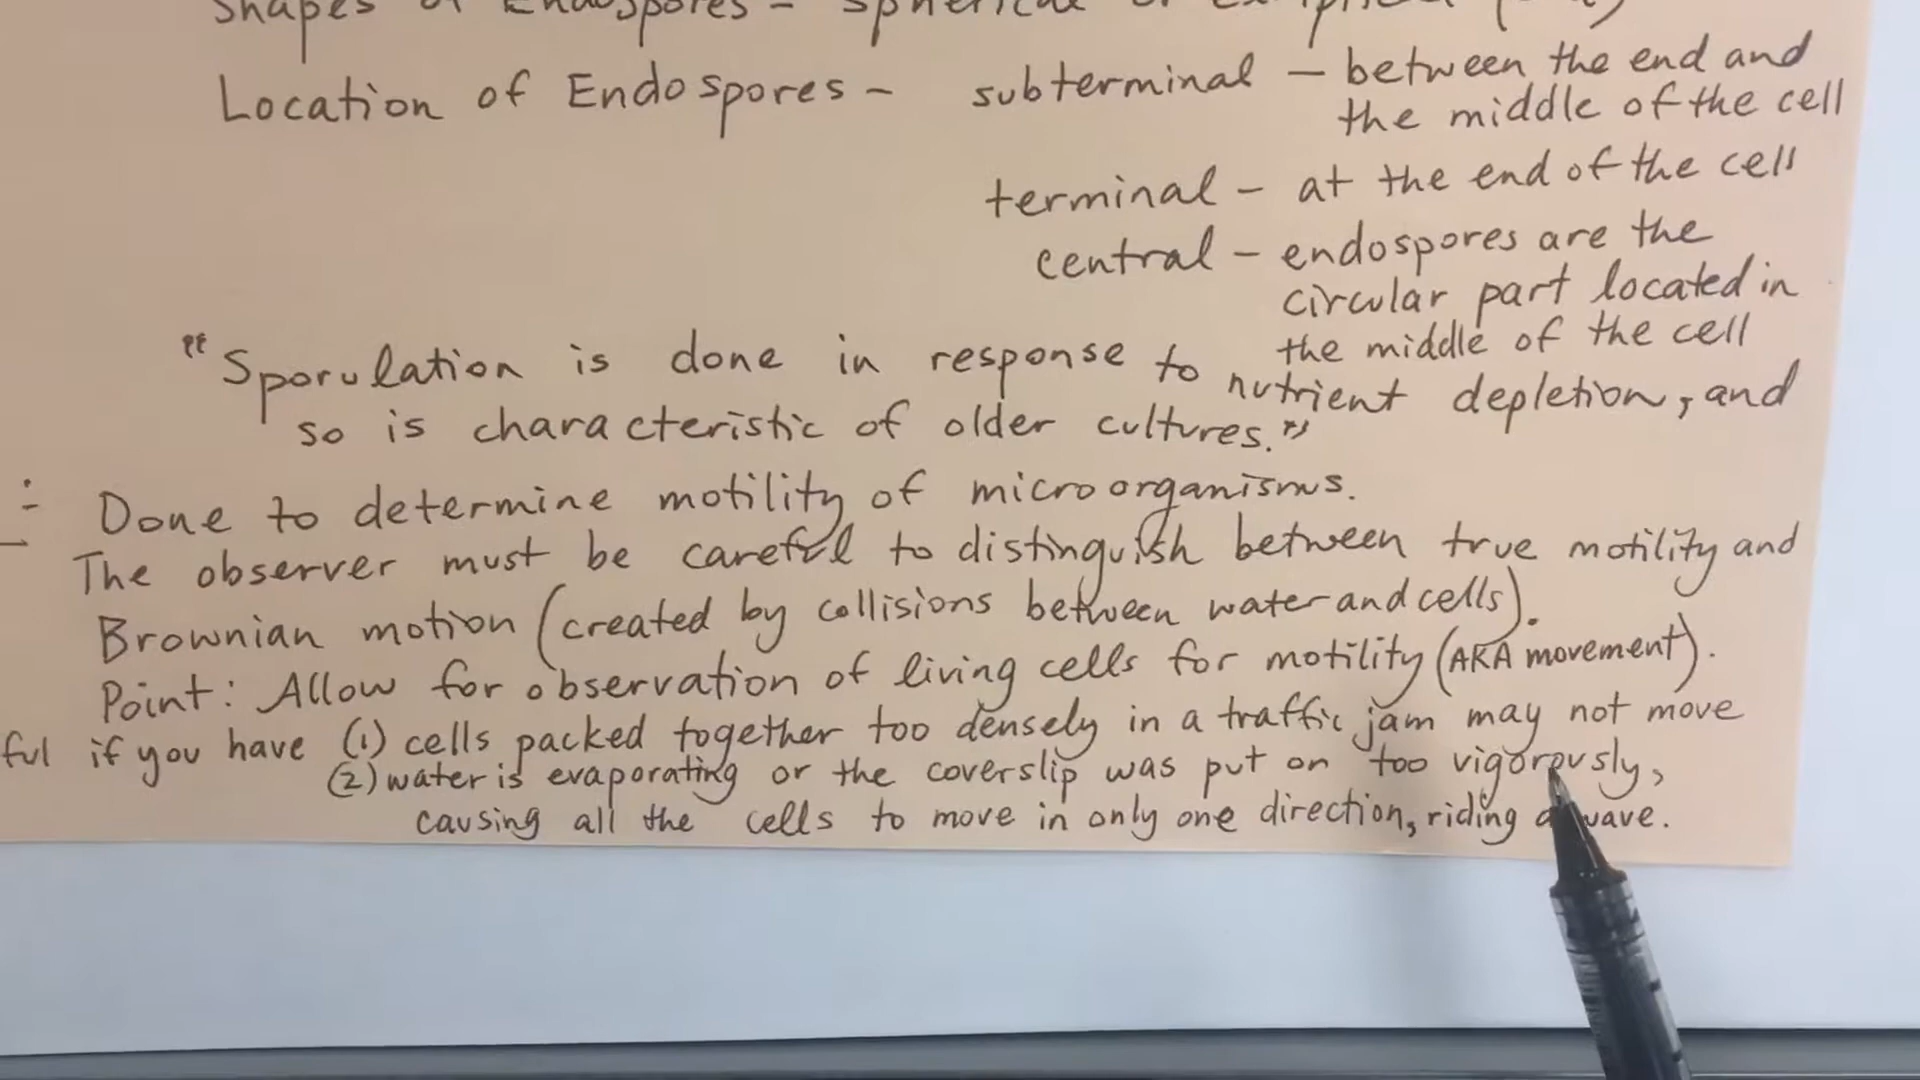 Shapes of Endospores - spherical or elliptical
Location of Endospores - subterminal - between the end and
the middle of the cell
terminal - at the end of the cell
central - endospores are the
circular part located in
the middle of the cell
"Sporulation is done in response to nutrient depletion, and
so is characteristic of older cultures."
: Done to determine motility of microorganisms.
The observer must be careful to distinguish between true motility and
Brownian motion (created by collisions between water and cells).
Point: Allow for observation of living cells for motility (AKA movement).
ful if you have (1) cells packed together too densely in a traffic jam may not move
(2) water is evaporating or the coverslip was put on too vigorously,
causing all the cells to move in only one direction, riding a wave.